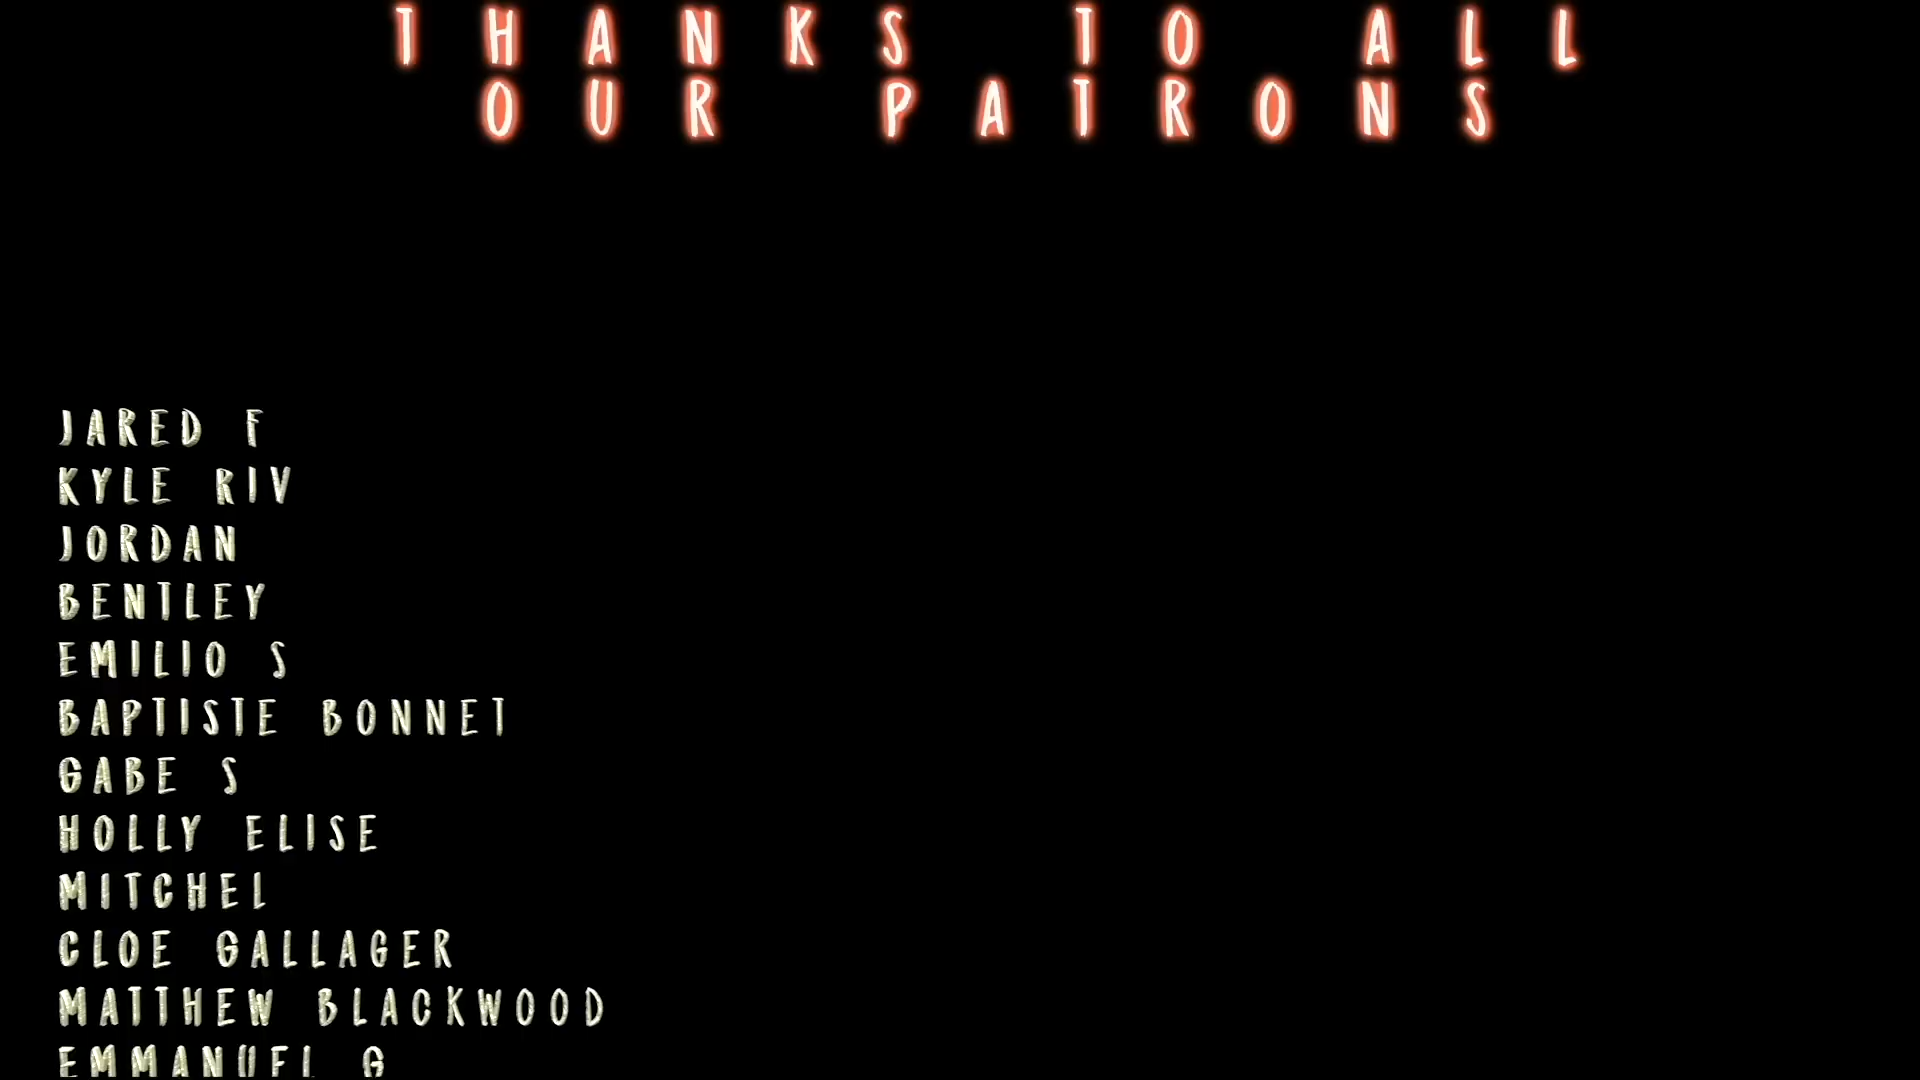 THANKS TO ALL
OUR PATRONS
JARED F
KYLE RIV
JORDAN
BENTLEY
EMILIO S
BAPTISTE BONNET
GABE S
HOLLY ELISE
MITCHEL
CLOE GALLAGER
MATTHEW BLACKWOOD
EMMANUEL G